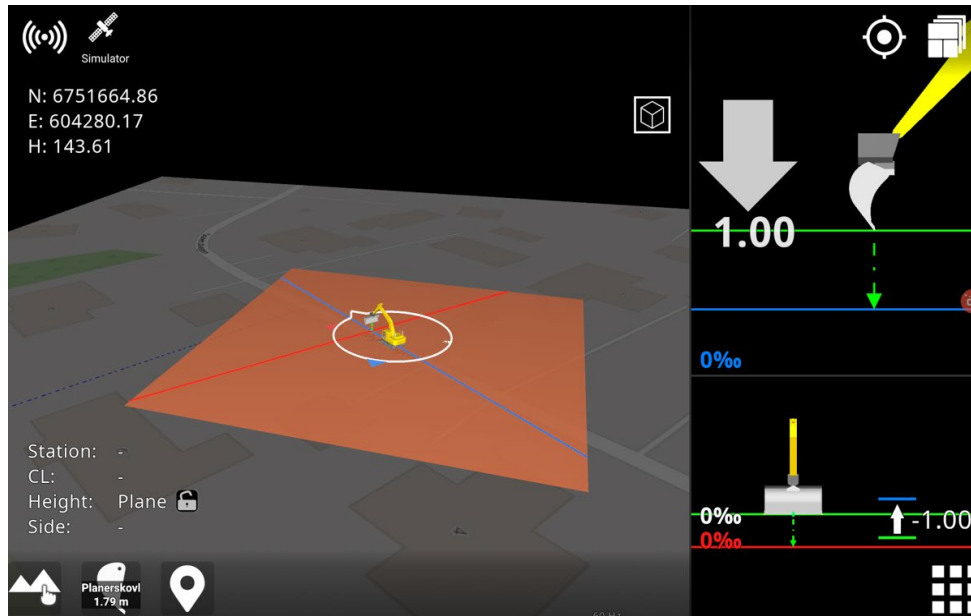 Simulator
N: 6751664.86
E: 604280.17
H: 143.61
1.00
0‰
Station: -
CL: -
Height: Plane
Side: -
0‰
0‰
-1.00
Planerskovl
1.79 m